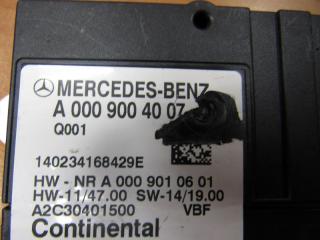 MERCEDES-BENZ
A 000 900 40 07
Q001
140234168429E
HW - NR A 000 901 06 01
HW-11/47.00 SW-14/19.00
A2C30401500 VBF
Continental